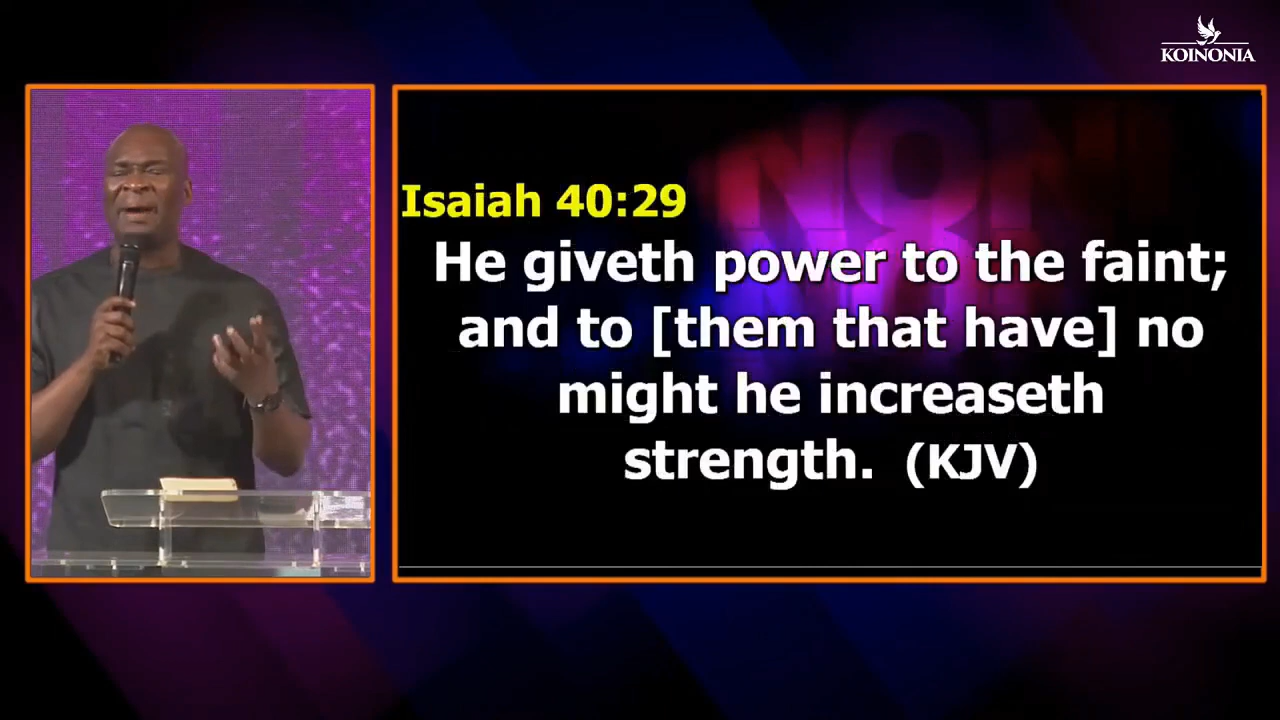 KOINONIA
Isaiah 40:29
He giveth power to the faint;
and to [them that have] no
might he increaseth
strength. (KJV)